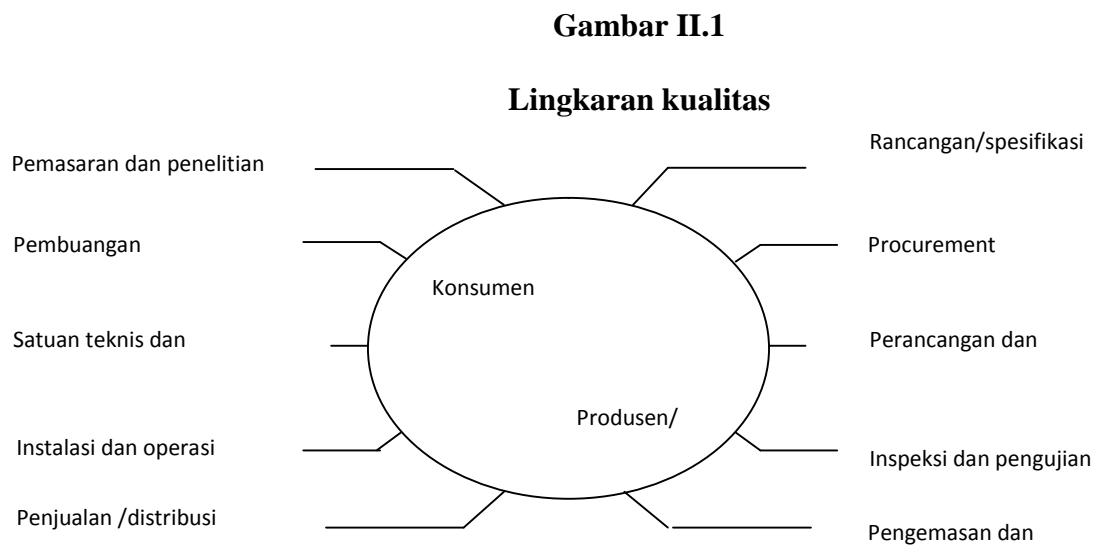 Gambar II.1
Lingkaran kualitas
Rancangan/spesifikasi
Pemasaran dan penelitian
Pembuangan
Procurement
Konsumen
Satuan teknis dan
Perancangan dan
Produsen/
Instalasi dan operasi
Inspeksi dan pengujian
Penjualan /distribusi
Pengemasan dan